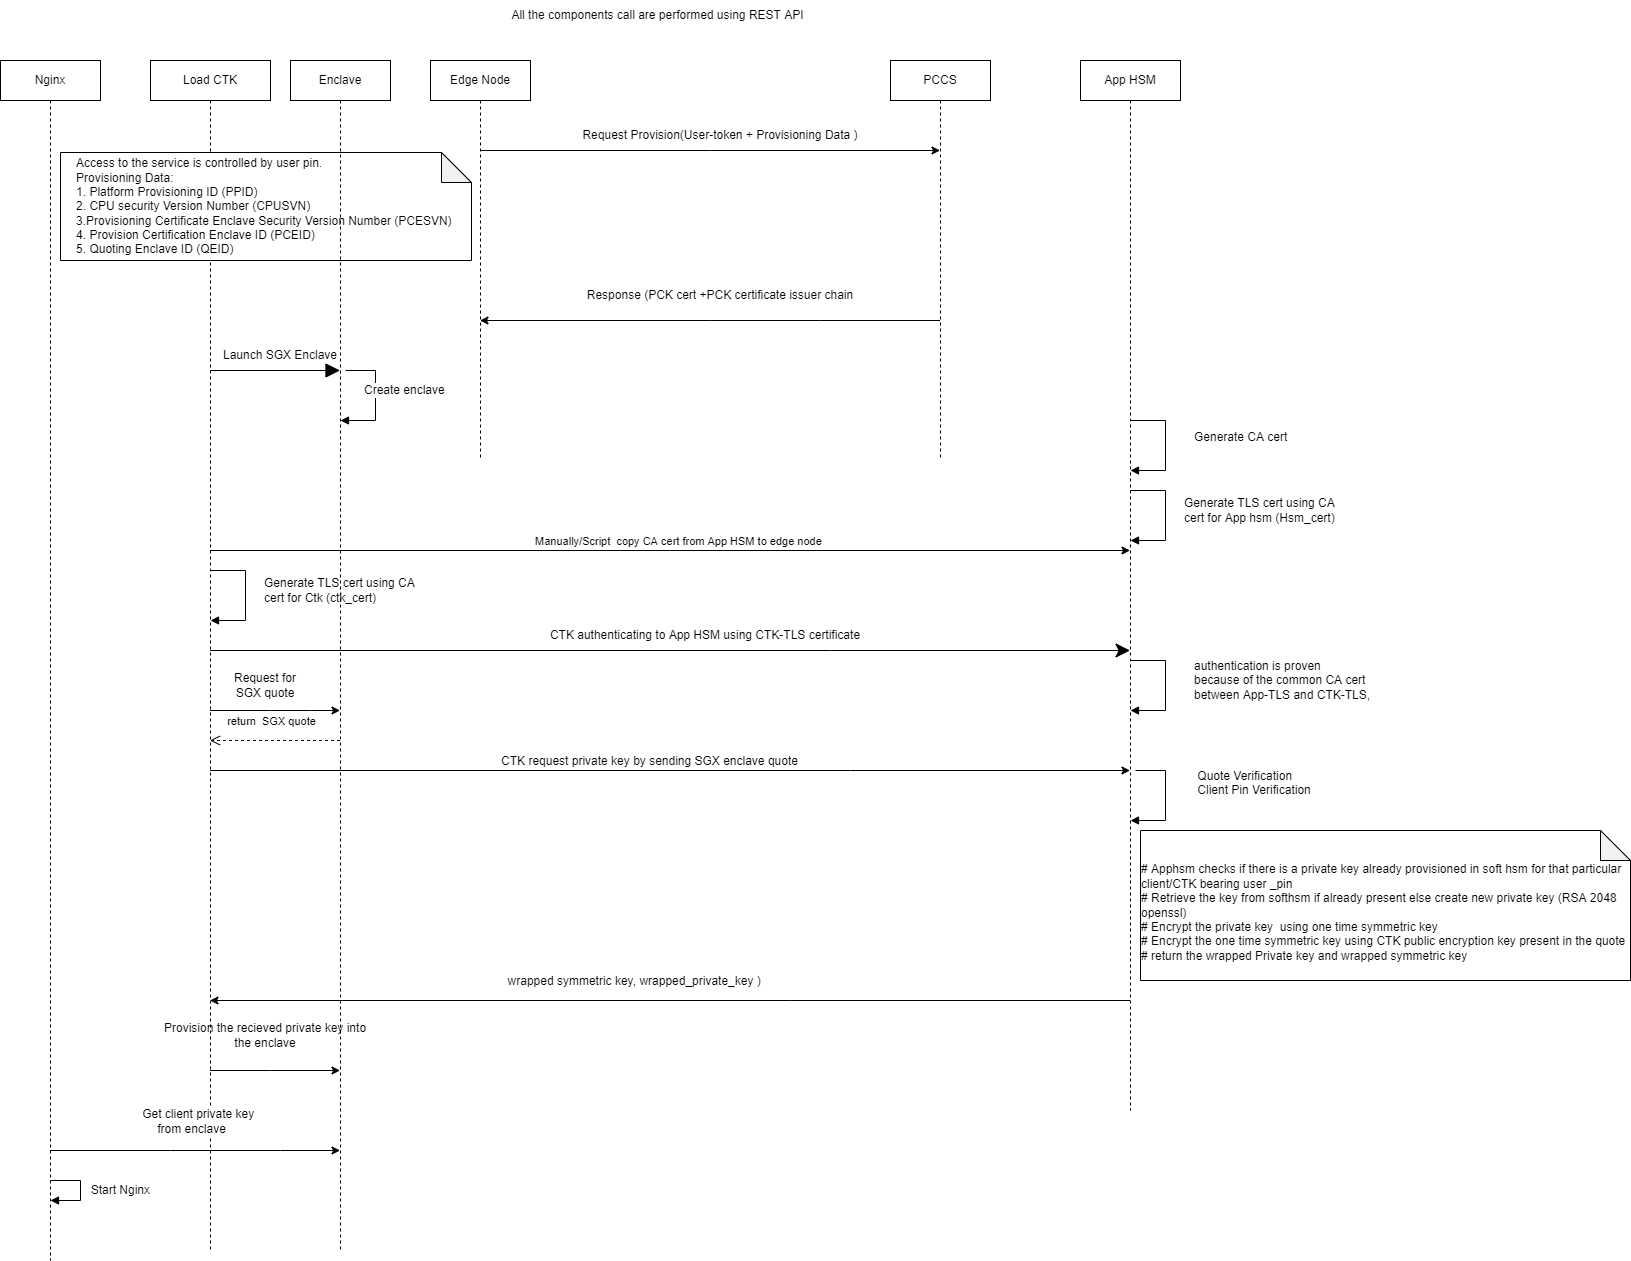 All the components call are performed using REST API
Nginx
Load CTK
Enclave
Edge Node
PCCS
App HSM
Request Provision(User-token + Provisioning Data )
Access to the service is controlled by user pin.
Provisioning Data:
1. Platform Provisioning ID (PPID)
2. CPU security Version Number (CPUSVN)
3.Provisioning Certificate Enclave Security Version Number (PCESVN)
4. Provision Certification Enclave ID (PCEID)
5. Quoting Enclave ID (QEID)
Response (PCK cert +PCK certificate issuer chain
Launch SGX Enclave
Create enclave
Generate CA cert
Generate TLS cert using CA
cert for App hsm (Hsm_cert)
Manually/Script  copy CA cert from App HSM to edge node
Generate TLS cert using CA
cert for Ctk (ctk_cert)
CTK authenticating to App HSM using CTK-TLS certificate
authentication is proven
because of the common CA cert
between App-TLS and CTK-TLS,
Request for
SGX quote
return  SGX quote
CTK request private key by sending SGX enclave quote
Quote Verification
Client Pin Verification
# Apphsm checks if there is a private key already provisioned in soft hsm for that particular
client/CTK bearing user _pin
# Retrieve the key from softhsm if already present else create new private key (RSA 2048
openssl)
# Encrypt the private key  using one time symmetric key
# Encrypt the one time symmetric key using CTK public encryption key present in the quote
# return the wrapped Private key and wrapped symmetric key
wrapped symmetric key, wrapped_private_key )
Provision the recieved private key into
the enclave
Get client private key
from enclave
Start Nginx